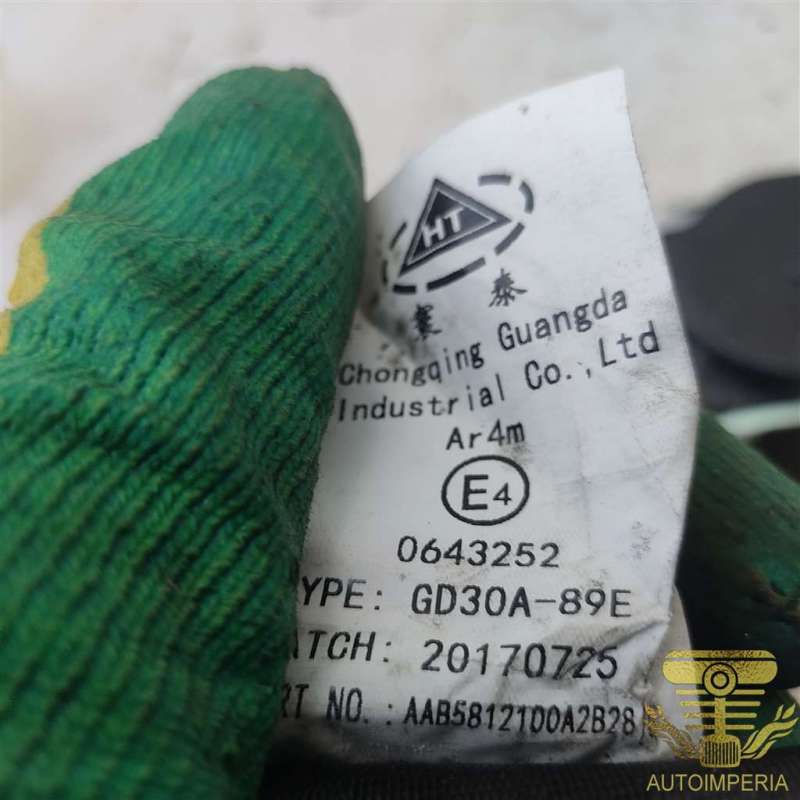 HT
寰泰
Chongqing Guangda
Industrial Co.,Ltd
Ar4m
E4
0643252
YPE: GD30A-89E
ATCH: 20170725
RT NO.: AAB5812100A2B28
AUTOIMPERIA